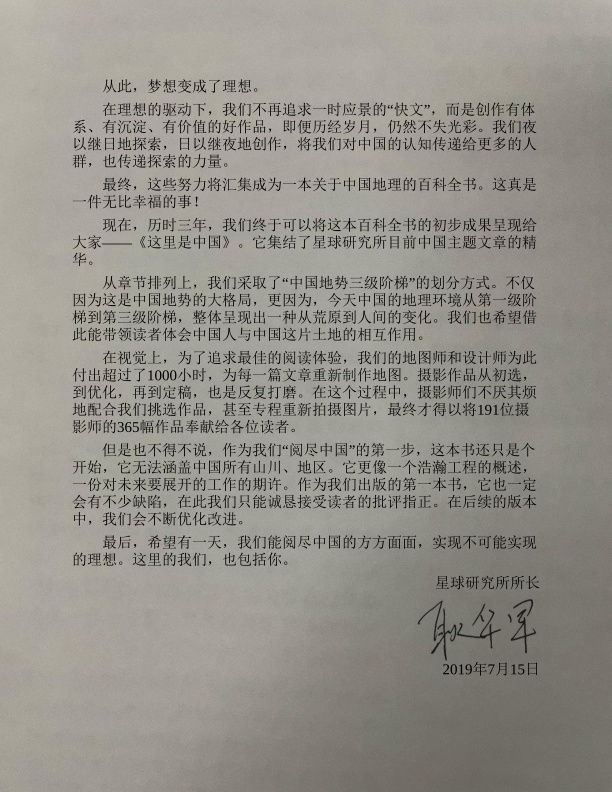 从此，梦想变成了理想。
在理想的驱动下，我们不再追求一时应景的“快文”，而是创作有体
系、有沉淀、有价值的好作品，即便历经岁月，仍然不失光彩。我们夜
以继日地探索，日以继夜地创作，将我们对中国的认知传递给更多的人
群，也传递探索的力量。
最终，这些努力将汇集成为一本关于中国地理的百科全书。这真是
一件无比幸福的事！
现在，历时三年，我们终于可以将这本百科全书的初步成果呈现给
大家——《这里是中国》。它集结了星球研究所目前中国主题文章的精
华。
从章节排列上，我们采取了“中国地势三级阶梯”的划分方式。不仅
因为这是中国地势的大格局，更因为，今天中国的地理环境从第一级阶
梯到第三级阶梯，整体呈现出一种从荒原到人间的变化。我们也希望借
此能带领读者体会中国人与中国这片土地的相互作用。
在视觉上，为了追求最佳的阅读体验，我们的地图师和设计师为此
付出超过了1000小时，为每一篇文章重新制作地图。摄影作品从初选，
到优化，再到定稿，也是反复打磨。在这个过程中，摄影师们不厌其烦
地配合我们挑选作品，甚至专程重新拍摄图片，最终才得以将191位摄
影师的365幅作品奉献给各位读者。
但是也不得不说，作为我们“阅尽中国”的第一步，这本书还只是个
开始，它无法涵盖中国所有山川、地区。它更像一个浩瀚工程的概述，
一份对未来要展开的工作的期许。作为我们出版的第一本书，它也一定
会有不少缺陷，在此我们只能诚恳接受读者的批评指正。在后续的版本
中，我们会不断优化改进。
最后，希望有一天，我们能阅尽中国的方方面面，实现不可能实现
的理想。这里的我们，也包括你。
星球研究所所长
耿华军
2019年7月15日